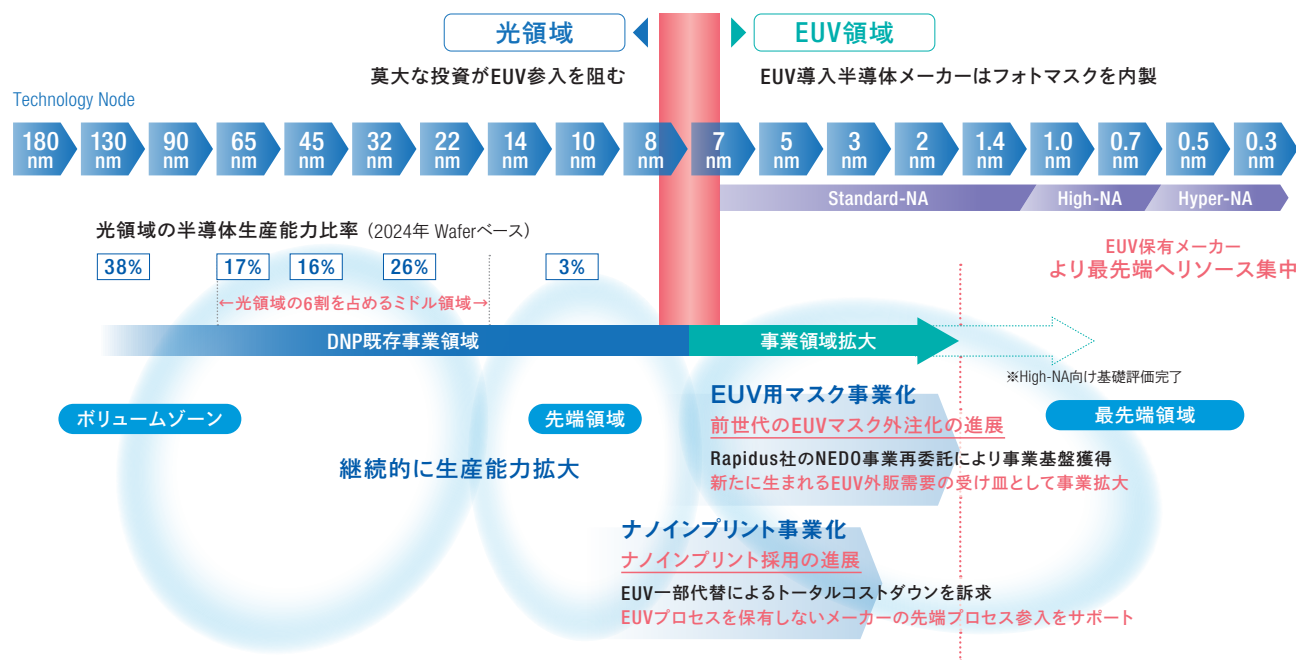 光領域
EUV領域
莫大な投資がEUV参入を阻む
EUV導入半導体メーカーはフォトマスクを内製
Technology Node
180 nm
130 nm
90 nm
65 nm
45 nm
32 nm
22 nm
14 nm
10 nm
8 nm
7 nm
5 nm
3 nm
2 nm
1.4 nm
1.0 nm
0.7 nm
0.5 nm
0.3 nm
Standard-NA
High-NA
Hyper-NA
光領域の半導体生産能力比率（2024年 Waferベース）
38%
17%
16%
26%
3%
←光領域の6割を占めるミドル領域→
EUV保有メーカー
より最先端へリソース集中
DNP既存事業領域
事業領域拡大
※High-NA向け基礎評価完了
ボリュームゾーン
先端領域
最先端領域
継続的に生産能力拡大
EUV用マスク事業化
前世代のEUVマスク外注化の進展
Rapidus社のNEDO事業再委託により事業基盤獲得
新たに生まれるEUV外販需要の受け皿として事業拡大
ナノインプリント事業化
ナノインプリント採用の進展
EUV一部代替によるトータルコストダウンを訴求
EUVプロセスを保有しないメーカーの先端プロセス参入をサポート